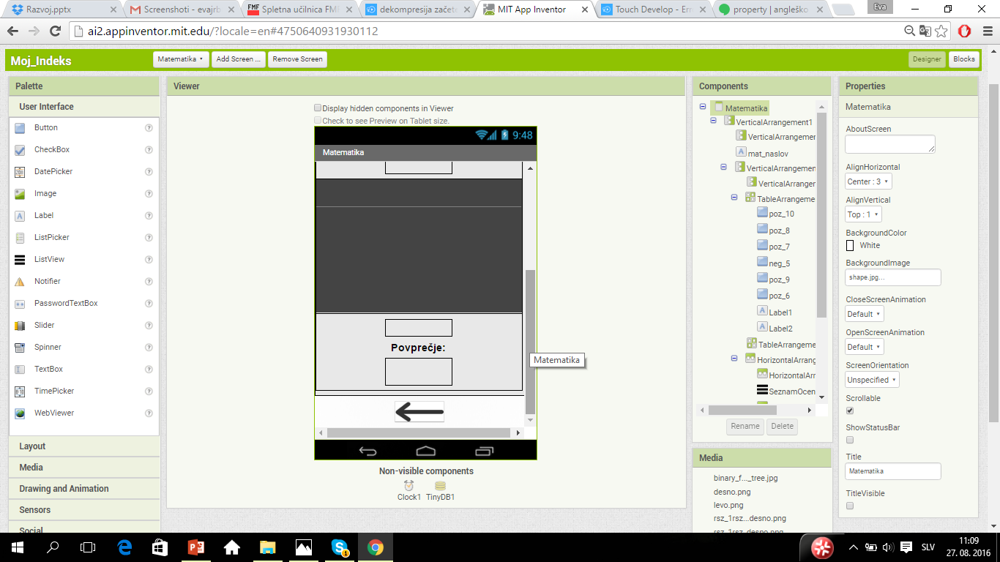 Razvoj.pptx
Screenshoti - evajrb
FMF Spletna učilnica FMF
dekompresija začete
MIT App Inventor
Touch Develop - Err
property | angleško
Eva
ai2.appinventor.mit.edu/?locale=en#4750640931930112
Moj_Indeks
Matematika
Add Screen ...
Remove Screen
Designer
Blocks
Palette
User Interface
Button
CheckBox
DatePicker
Image
Label
ListPicker
ListView
Notifier
PasswordTextBox
Slider
Spinner
TextBox
TimePicker
WebViewer
Layout
Media
Drawing and Animation
Sensors
Social
Viewer
Display hidden components in Viewer
Check to see Preview on Tablet size.
9:48
Matematika
Povprečje:
Matematika
Non-visible components
Clock1
TinyDB1
Components
Matematika
VerticalArrangement1
VerticalArrangemer
mat_naslov
VerticalArrangemen
VerticalArranger
TableArrangeme
poz_10
poz_8
poz_7
neg_5
poz_9
poz_6
Label1
Label2
TableArrangeme
HorizontalArrang
HorizontalArr
SeznamOcen
Rename
Delete
Media
binary_f..._tree.jpg
desno.png
levo.png
rsz_1rsz...desno.png
rsz_1rsz_desno.png
Properties
Matematika
AboutScreen
AlignHorizontal
Center : 3
AlignVertical
Top : 1
BackgroundColor
White
BackgroundImage
shape.jpg...
CloseScreenAnimation
Default
OpenScreenAnimation
Default
ScreenOrientation
Unspecified
Scrollable
ShowStatusBar
Title
Matematika
TitleVisible
1
SLV
11:09
27. 08. 2016